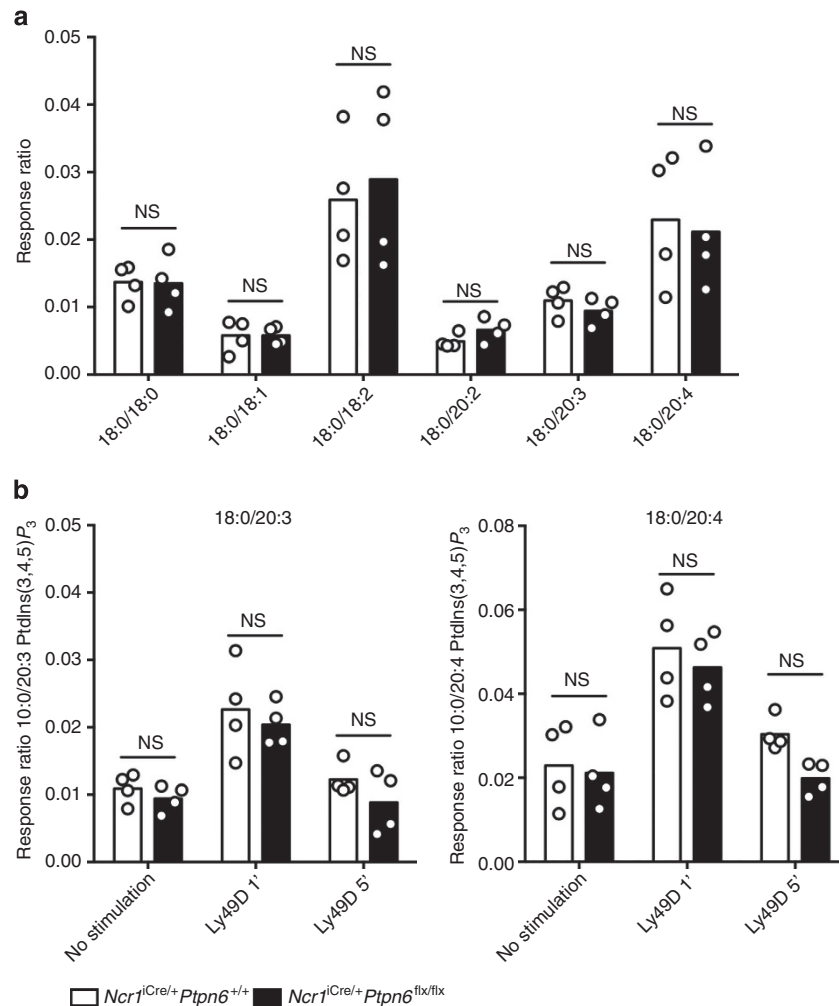 a
0.05
0.04
0.03
0.02
0.01
0.00
Response ratio
NS
NS
NS
NS
NS
NS
18:0/18:0
18:0/18:1
18:0/18:2
18:0/20:2
18:0/20:3
18:0/20:4
b
18:0/20:3
0.05
0.04
0.03
0.02
0.01
0.00
Response ratio 10:0/20:3 PtdIns(3,4,5)P3
NS
NS
NS
No stimulation
Ly49D 1'
Ly49D 5'
18:0/20:4
0.08
0.06
0.04
0.02
0.00
Response ratio 10:0/20:4 PtdIns(3,4,5)P3
NS
NS
NS
No stimulation
Ly49D 1'
Ly49D 5'
Ncr1iCre/+Ptpn6+/+
Ncr1iCre/+Ptpn6flx/flx